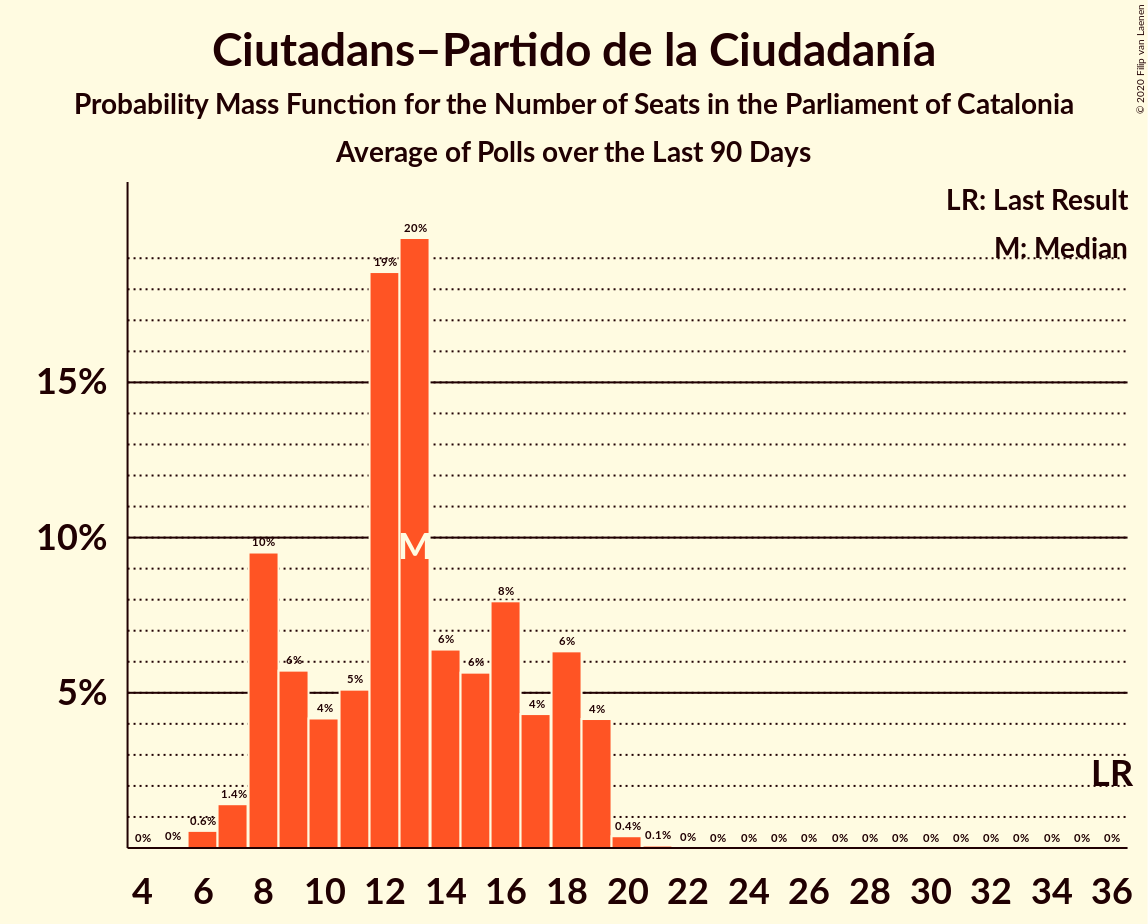 Ciutadans–Partido de la Ciudadanía
Probability Mass Function for the Number of Seats in the Parliament of Catalonia
Average of Polls over the Last 90 Days
© 2020 Filip van Laenen
LR: Last Result
M: Median
15%
10%
5%
0% 0% 0.6% 1.4% 10% 6% 4% 5% 19% 20% 6% 6% 8% 4% 6% 4% 0.4% 0.1% 0% 0% 0% 0% 0% 0% 0% 0% 0% 0% 0% 0% 0% 0% 0%
M
LR
4 6 8 10 12 14 16 18 20 22 24 26 28 30 32 34 36